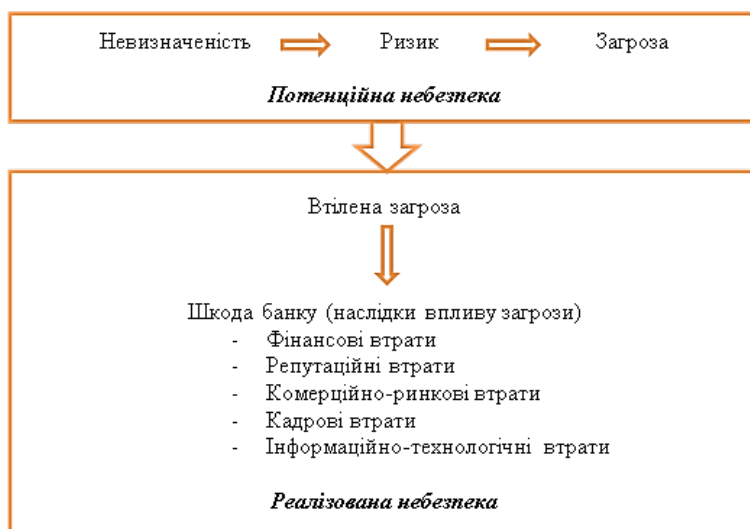 Невизначеність Ризик Загроза
Потенційна небезпека
Втілена загроза
Шкода банку (наслідки впливу загрози)
- Фінансові втрати
- Репутаційні втрати
- Комерційно-ринкові втрати
- Кадрові втрати
- Інформаційно-технологічні втрати
Реалізована небезпека